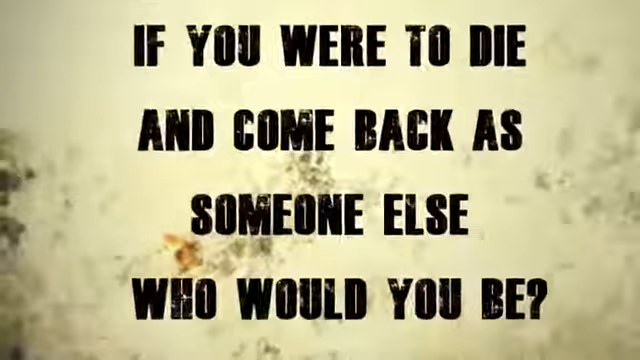 IF YOU WERE TO DIE
AND COME BACK AS
SOMEONE ELSE
WHO WOULD YOU BE?